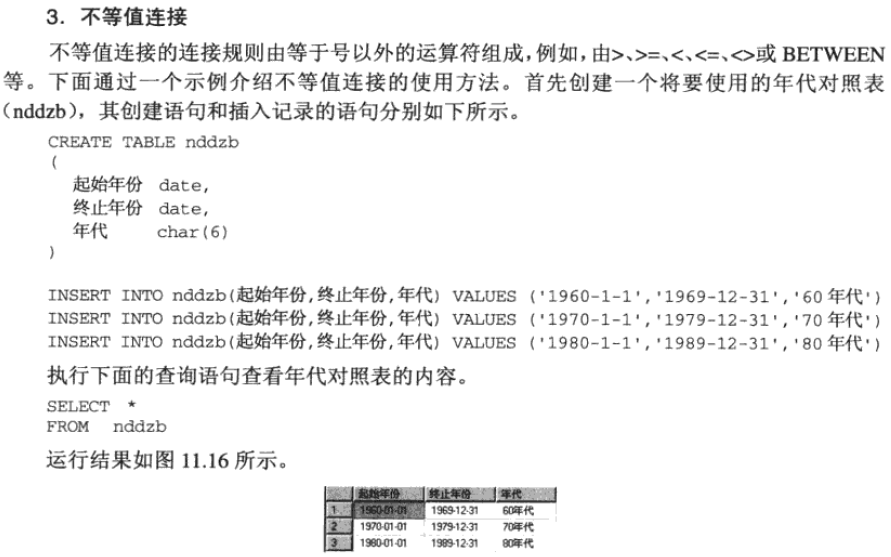 3．不等值连接
不等值连接的连接规则由等于号以外的运算符组成,例如,由>、>=、<、<=、<>或 BETWEEN
等。下面通过一个示例介绍不等值连接的使用方法。首先创建一个将要使用的年代对照表
（nddzb），其创建语句和插入记录的语句分别如下所示。
CREATE TABLE nddzb
(
起始年份 date,
终止年份 date,
年代 char(6)
)
INSERT INTO nddzb(起始年份,终止年份,年代) VALUES ('1960-1-1','1969-12-31','60 年代')
INSERT INTO nddzb(起始年份,终止年份,年代) VALUES ('1970-1-1','1979-12-31','70 年代')
INSERT INTO nddzb(起始年份,终止年份,年代) VALUES ('1980-1-1','1989-12-31','80 年代')
执行下面的查询语句查看年代对照表的内容。
SELECT *
FROM nddzb
运行结果如图 11.16 所示。
起始年份 终止年份 年代
1 1960-01-01 1969-12-31 60年代
2 1970-01-01 1979-12-31 70年代
3 1980-01-01 1989-12-31 80年代